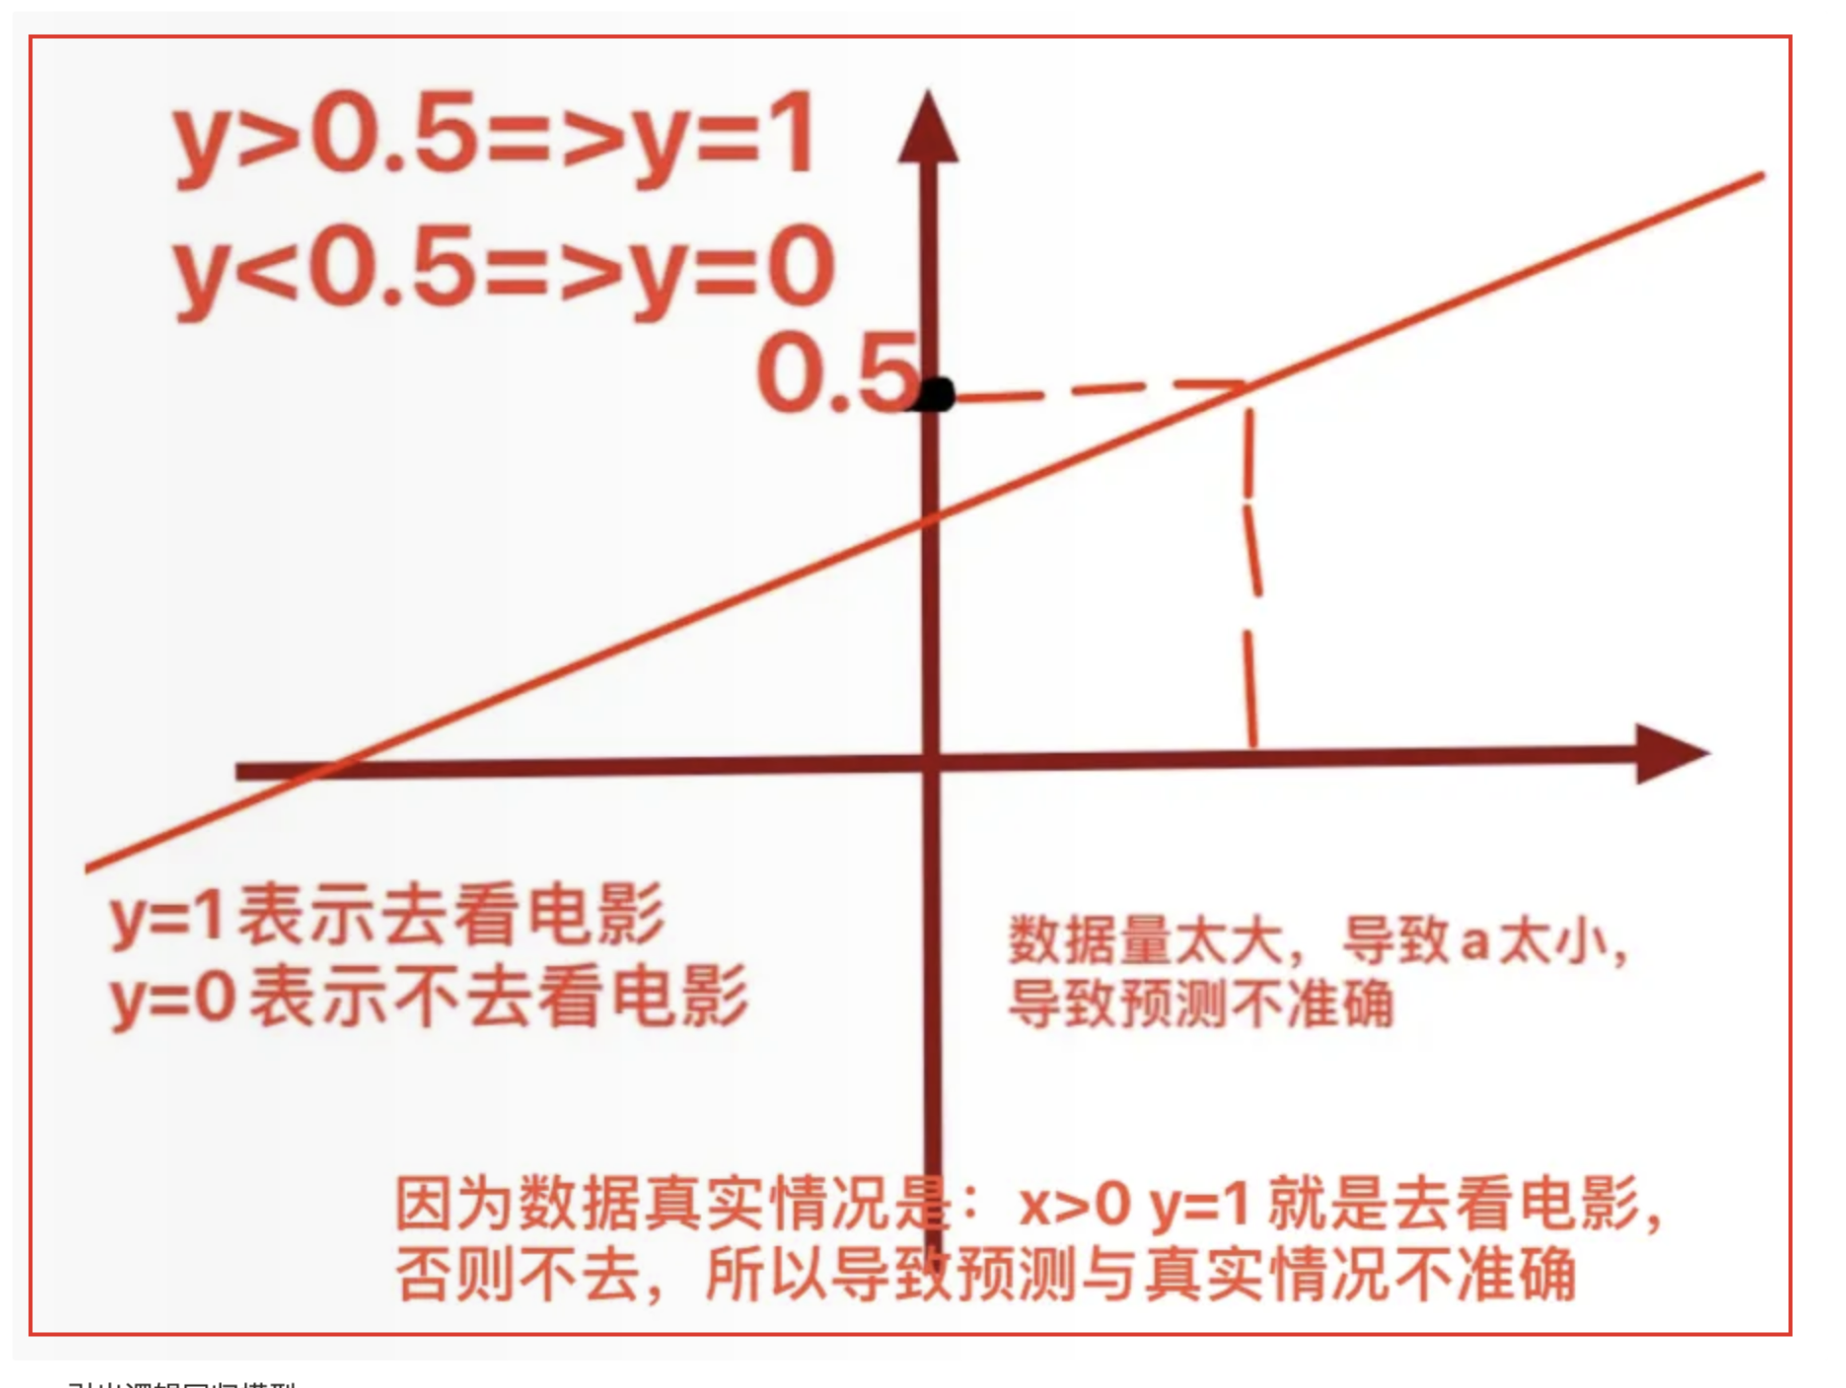 y>0.5=>y=1
y<0.5=>y=0
0.5
y=1表示去看电影
y=0表示不去看电影
数据量太大，导致a太小，
导致预测不准确
因为数据真实情况是：x>0 y=1就是去看电影，
否则不去，所以导致预测与真实情况不准确